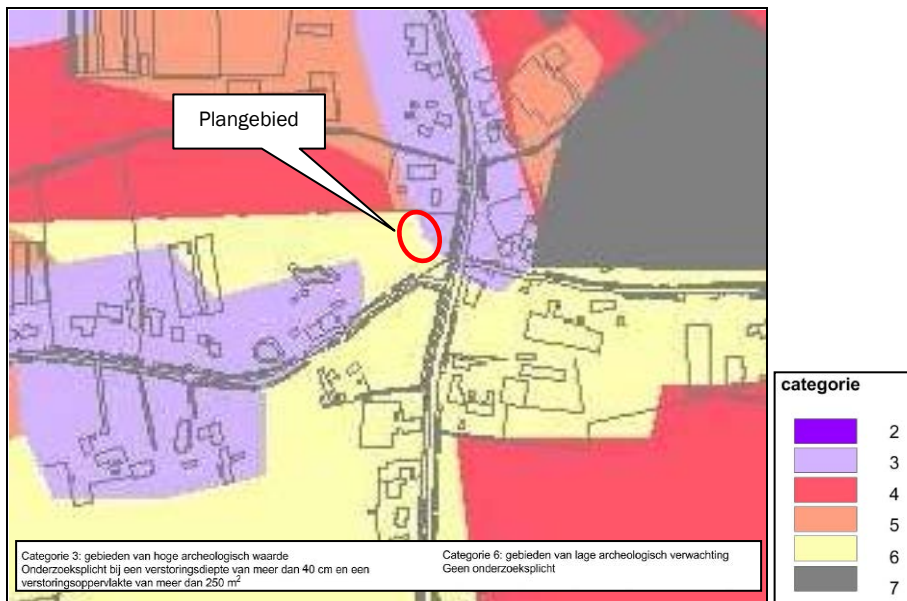 Plangebied
categorie
2
3
4
5
6
7
Categorie 3: gebieden van hoge archeologisch waarde
Onderzoeksplicht bij een verstoringsdiepte van meer dan 40 cm en een
verstoringsoppervlakte van meer dan 250 m²
Categorie 6: gebieden van lage archeologisch verwachting
Geen onderzoeksplicht